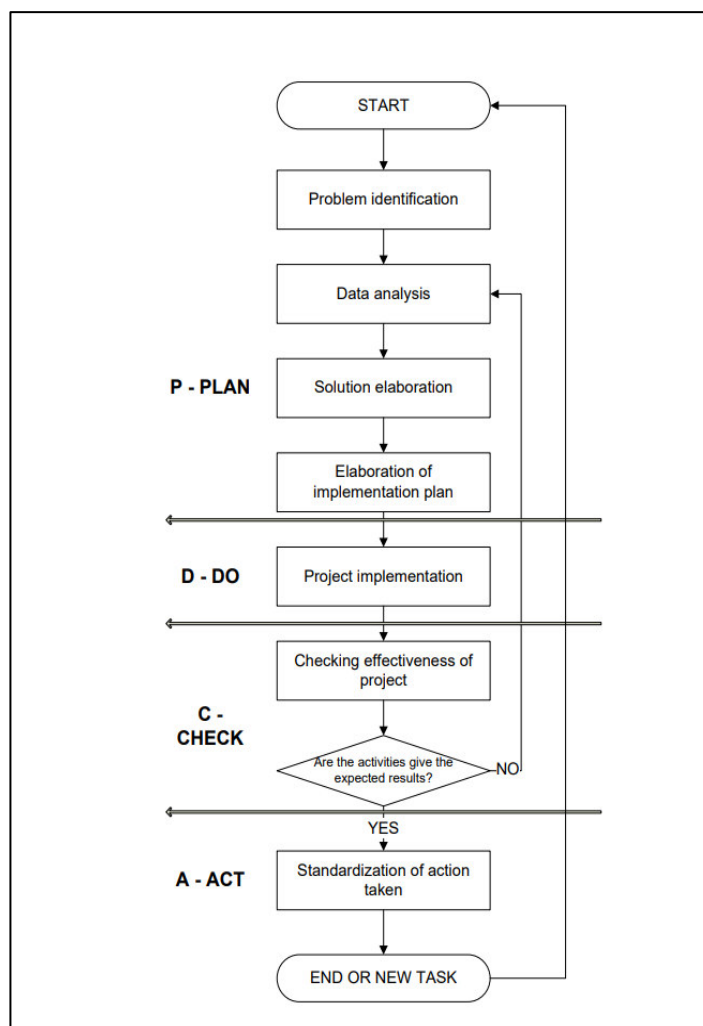 START
Problem identification
Data analysis
P - PLAN
Solution elaboration
Elaboration of
implementation plan
D - DO
Project implementation
Checking effectiveness of
project
C -
CHECK
Are the activities give the
expected results?
NO
YES
A - ACT
Standardization of action
taken
END OR NEW TASK